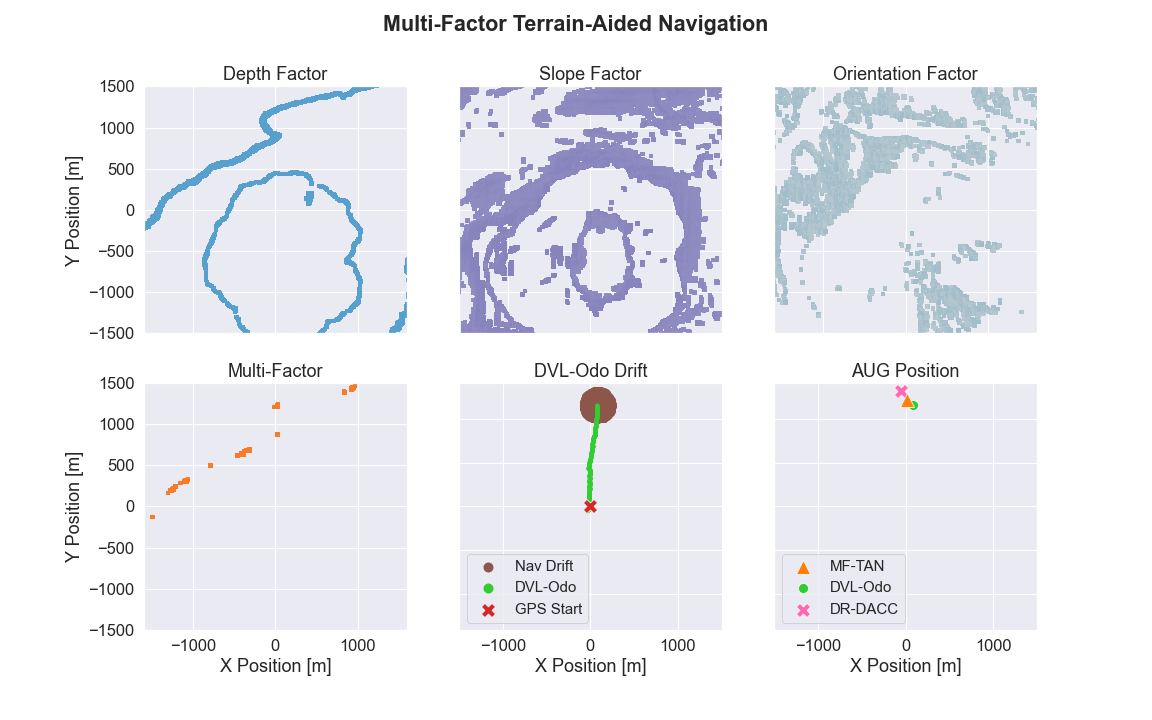 Multi-Factor Terrain-Aided Navigation
Depth Factor
Slope Factor
Orientation Factor
Y Position [m]
1500
1000
500
0
−500
−1000
−1500
Multi-Factor
DVL-Odo Drift
AUG Position
Y Position [m]
1500
1000
500
0
−500
−1000
−1500
Nav Drift
DVL-Odo
GPS Start
MF-TAN
DVL-Odo
DR-DACC
−1000 0 1000
−1000 0 1000
−1000 0 1000
X Position [m]
X Position [m]
X Position [m]